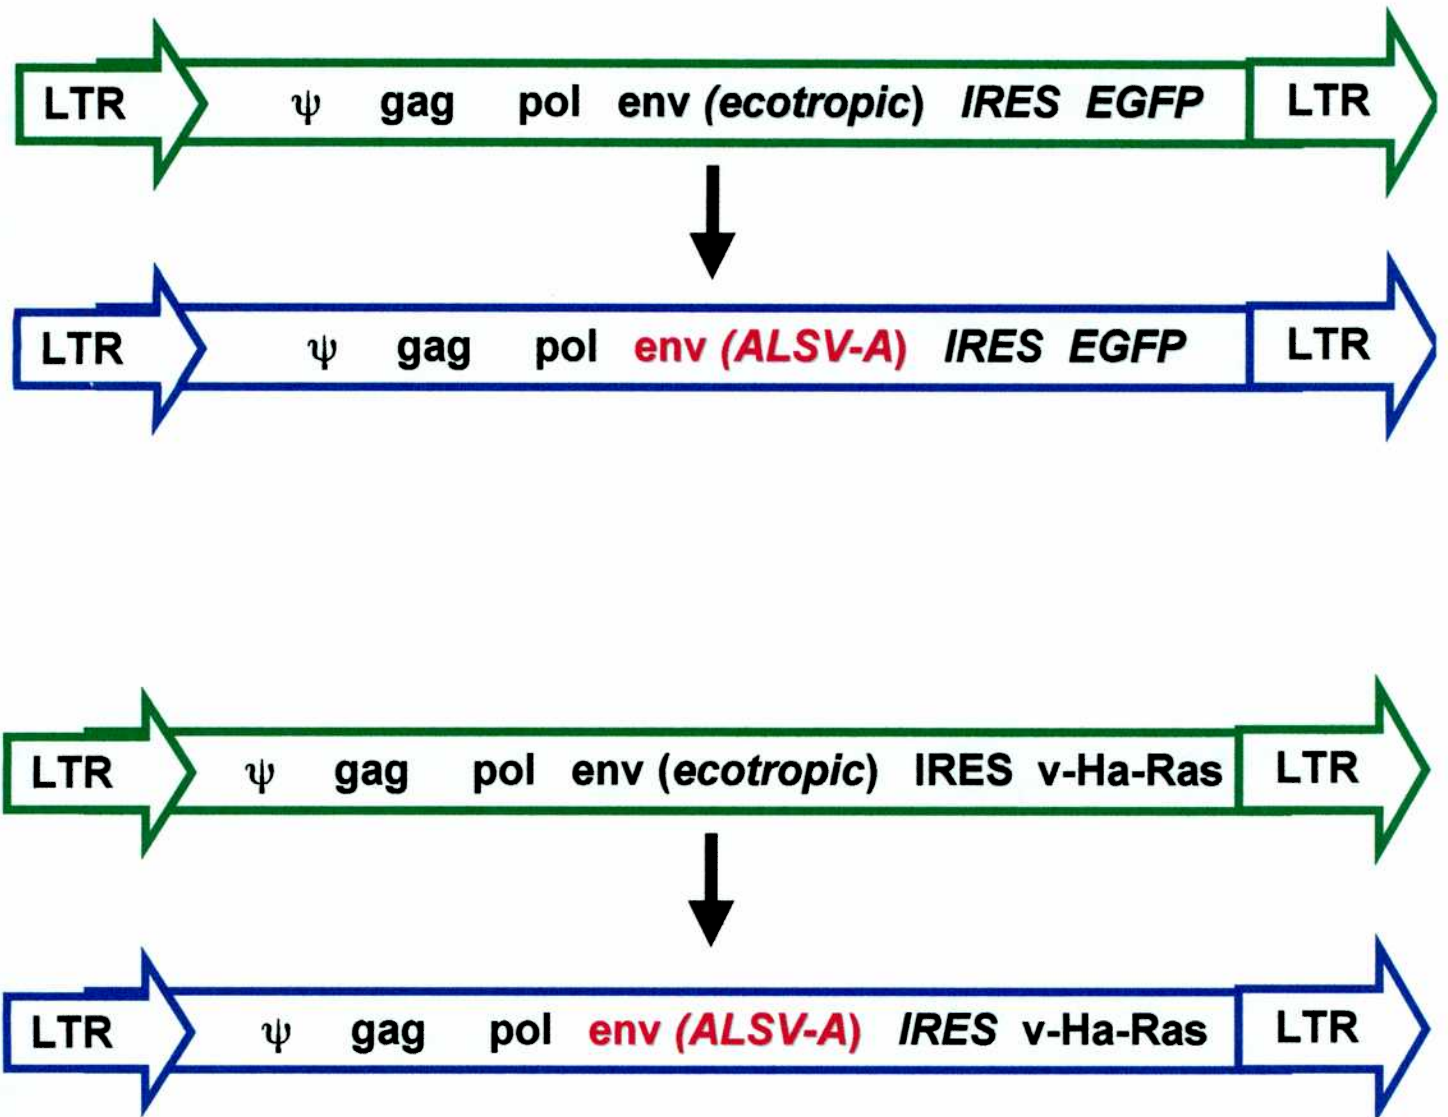 LTR ψ gag pol env (ecotropic) IRES EGFP LTR
LTR ψ gag pol env (ALSV-A) IRES EGFP LTR
LTR ψ gag pol env (ecotropic) IRES v-Ha-Ras LTR
LTR ψ gag pol env (ALSV-A) IRES v-Ha-Ras LTR